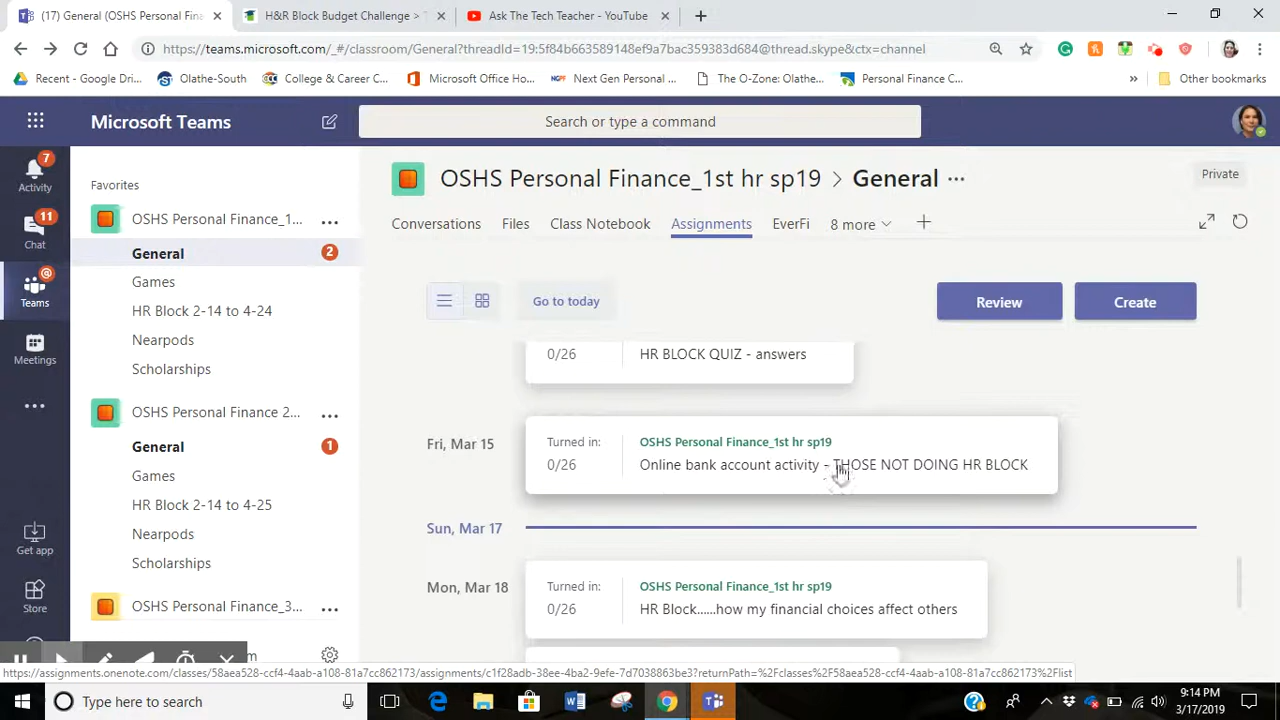 (17) General (OSHS Personal Fina
H&R Block Budget Challenge > T
Ask The Tech Teacher - YouTube
https://teams.microsoft.com/_#/classroom/General?threadId=19:5f84b663589148ef9a7bac359383d684@thread.skype&ctx=channel
Recent - Google Dri...
Olathe-South
College & Career C...
Microsoft Office Ho...
Next Gen Personal ...
The O-Zone: Olathe...
Personal Finance C...
»
Other bookmarks
Microsoft Teams
Search or type a command
7
Activity
11
Chat
@
Teams
Meetings
Get app
Store
Favorites
OSHS Personal Finance_1...
General
2
Games
HR Block 2-14 to 4-24
Nearpods
Scholarships
OSHS Personal Finance 2...
General
1
Games
HR Block 2-14 to 4-25
Nearpods
Scholarships
OSHS Personal Finance_3...
OSHS Personal Finance_1st hr sp19 > General ...
Private
Conversations
Files
Class Notebook
Assignments
EverFi
8 more
Go to today
Review
Create
0/26
HR BLOCK QUIZ - answers
Fri, Mar 15
Turned in:
OSHS Personal Finance_1st hr sp19
0/26
Online bank account activity - THOSE NOT DOING HR BLOCK
Sun, Mar 17
Mon, Mar 18
Turned in:
OSHS Personal Finance_1st hr sp19
0/26
HR Block......how my financial choices affect others
https://assignments.onenote.com/classes/58aea528-ccf4-4aab-a108-81a7cc862173/assignments/c1f28adb-38ee-4ba2-9efe-7d7038863be3?returnPath=%2Fclasses%2F58aea528-ccf4-4aab-a108-81a7cc862173%2Flist
Type here to search
9:14 PM
3/17/2019